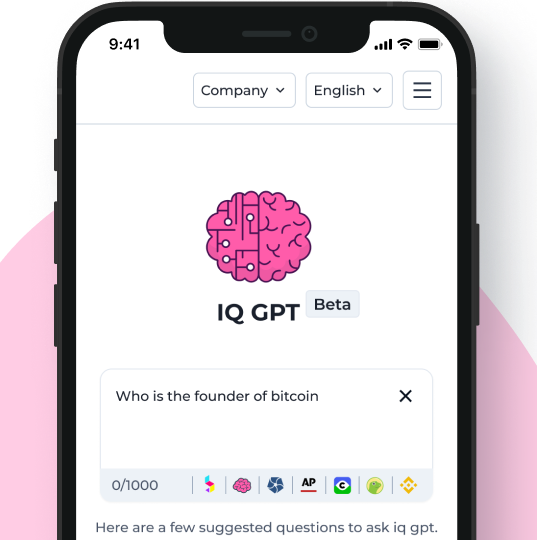 9:41
Company
English
IQ GPT
Beta
Who is the founder of bitcoin
0/1000
AP
C
Here are a few suggested questions to ask iq gpt.